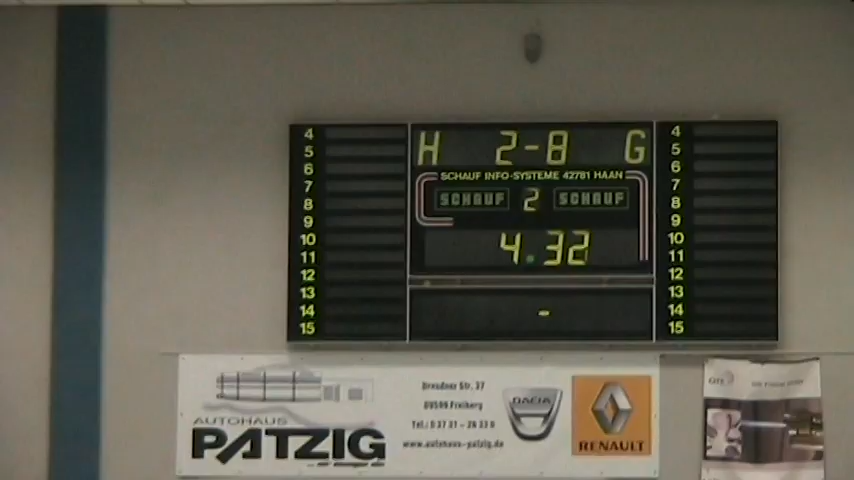 H 2-8 G
SCHAUF INFO-SYSTEME 42781 HAAN
SCHAUF 2 SCHAUF
4.32
-
4
5
6
7
8
9
10
11
12
13
14
15
4
5
6
7
8
9
10
11
12
13
14
15
AUTOHAUS
PATZIG
Dresdner Str. 37
09599 Freiberg
www.autohaus-patzig.de
DACIA
RENAULT